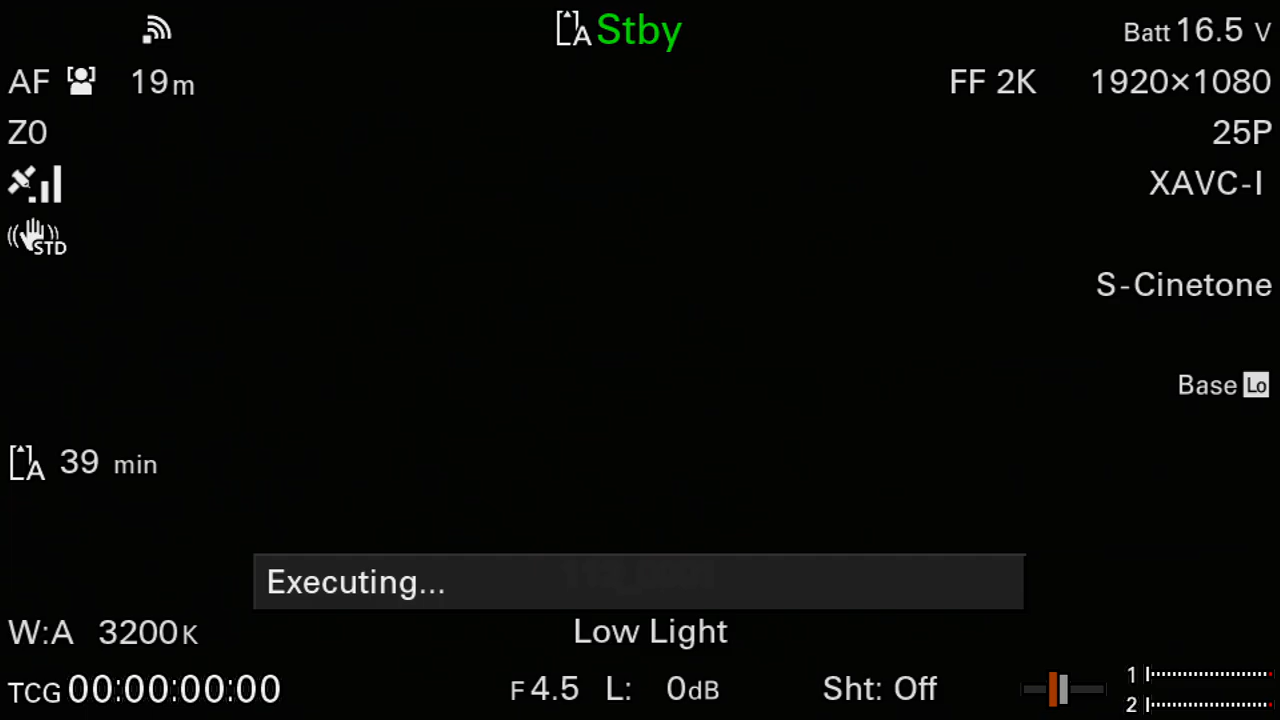 A Stby Batt 16.5 V
AF 19m FF 2K 1920×1080
Z0 25P
XAVC-I
STD
S-Cinetone
Base Lo
A 39 min
Executing...
W:A 3200K Low Light
TCG 00:00:00:00 F4.5 L: 0dB Sht: Off 1
2